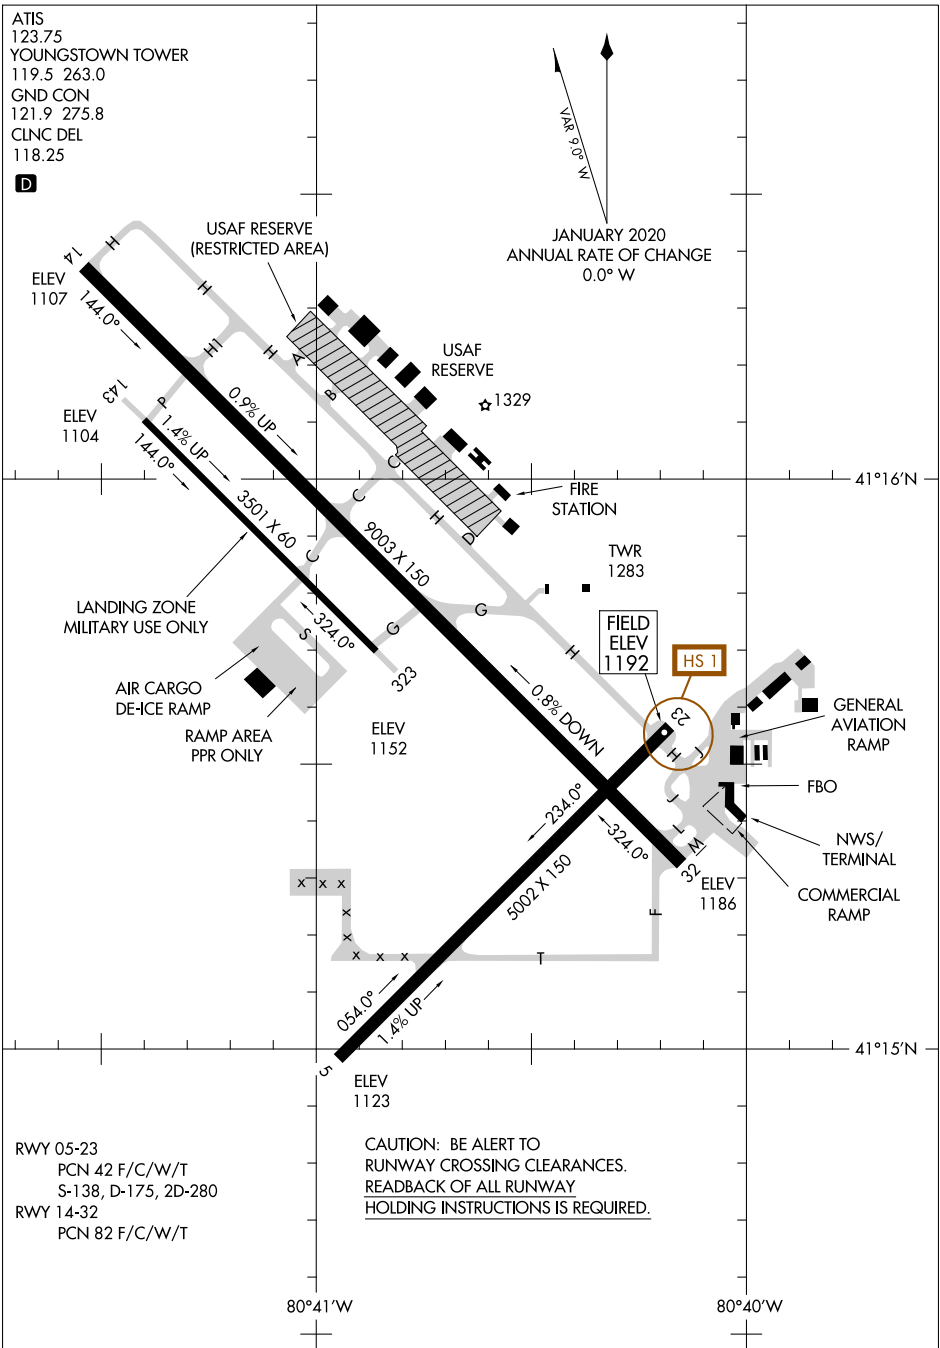 ATIS
123.75
YOUNGSTOWN TOWER
119.5 263.0
GND CON
121.9 275.8
CLNC DEL
118.25
D
VAR 9.0° W
JANUARY 2020
ANNUAL RATE OF CHANGE
0.0° W
USAF RESERVE
(RESTRICTED AREA)
H
14
ELEV
1107
144.0°
H
HI
H
A
B
USAF
RESERVE
1329
143
P
0.9% UP
ELEV
1104
1.4% UP
144.0°
C
41°16'N
FIRE
STATION
3501 X 60
C
H
D
9003 X 150
TWR
1283
C
LANDING ZONE
MILITARY USE ONLY
S
324.0°
G
G
H
FIELD
ELEV
1192
HS 1
323
AIR CARGO
DE-ICE RAMP
RAMP AREA
PPR ONLY
ELEV
1152
0.8% DOWN
23
H
J
GENERAL
AVIATION
RAMP
FBO
J
L
M
234.0°
324.0°
NWS/
TERMINAL
32
ELEV
1186
COMMERCIAL
RAMP
5002 X 150
F
X X X
X
X
X X X
T
054.0°
1.4% UP
41°15'N
5
ELEV
1123
RWY 05-23
PCN 42 F/C/W/T
S-138, D-175, 2D-280
RWY 14-32
PCN 82 F/C/W/T
CAUTION: BE ALERT TO
RUNWAY CROSSING CLEARANCES.
READBACK OF ALL RUNWAY
HOLDING INSTRUCTIONS IS REQUIRED.
80°41'W
80°40'W